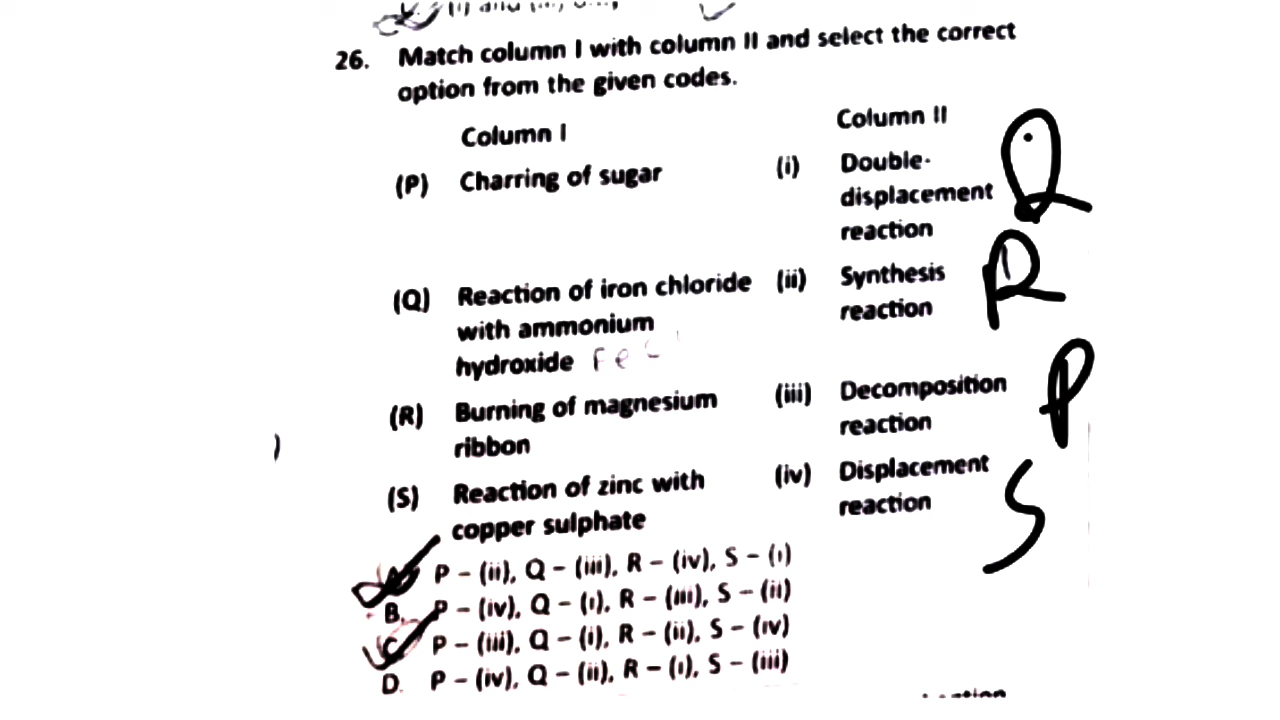 26. Match column I with column II and select the correct
option from the given codes.
Column I Column II
(P) Charring of sugar (i) Double-
displacement
reaction
Q
(Q) Reaction of iron chloride (ii) Synthesis
with ammonium reaction
hydroxide Fe C
R
(R) Burning of magnesium (iii) Decomposition
ribbon reaction
P
(S) Reaction of zinc with (iv) Displacement
copper sulphate reaction
S
P – (ii), Q – (iii), R – (iv), S – (i)
B. P – (iv), Q – (i), R – (iii), S – (ii)
C P – (iii), Q – (i), R – (ii), S – (iv)
D. P – (iv), Q – (ii), R – (i), S – (iii)